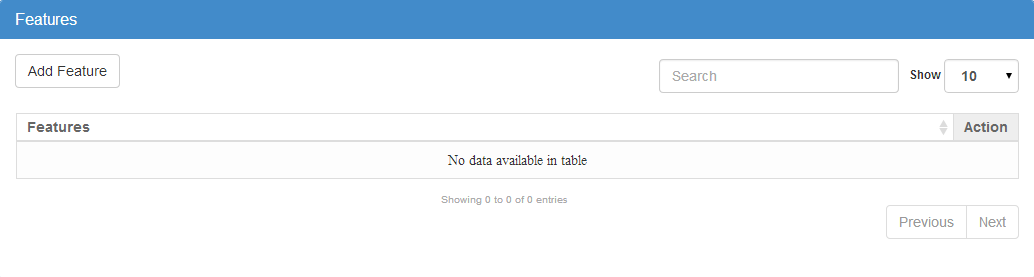 Features
Add Feature
Search
Show 10
Features Action
No data available in table
Showing 0 to 0 of 0 entries
Previous Next